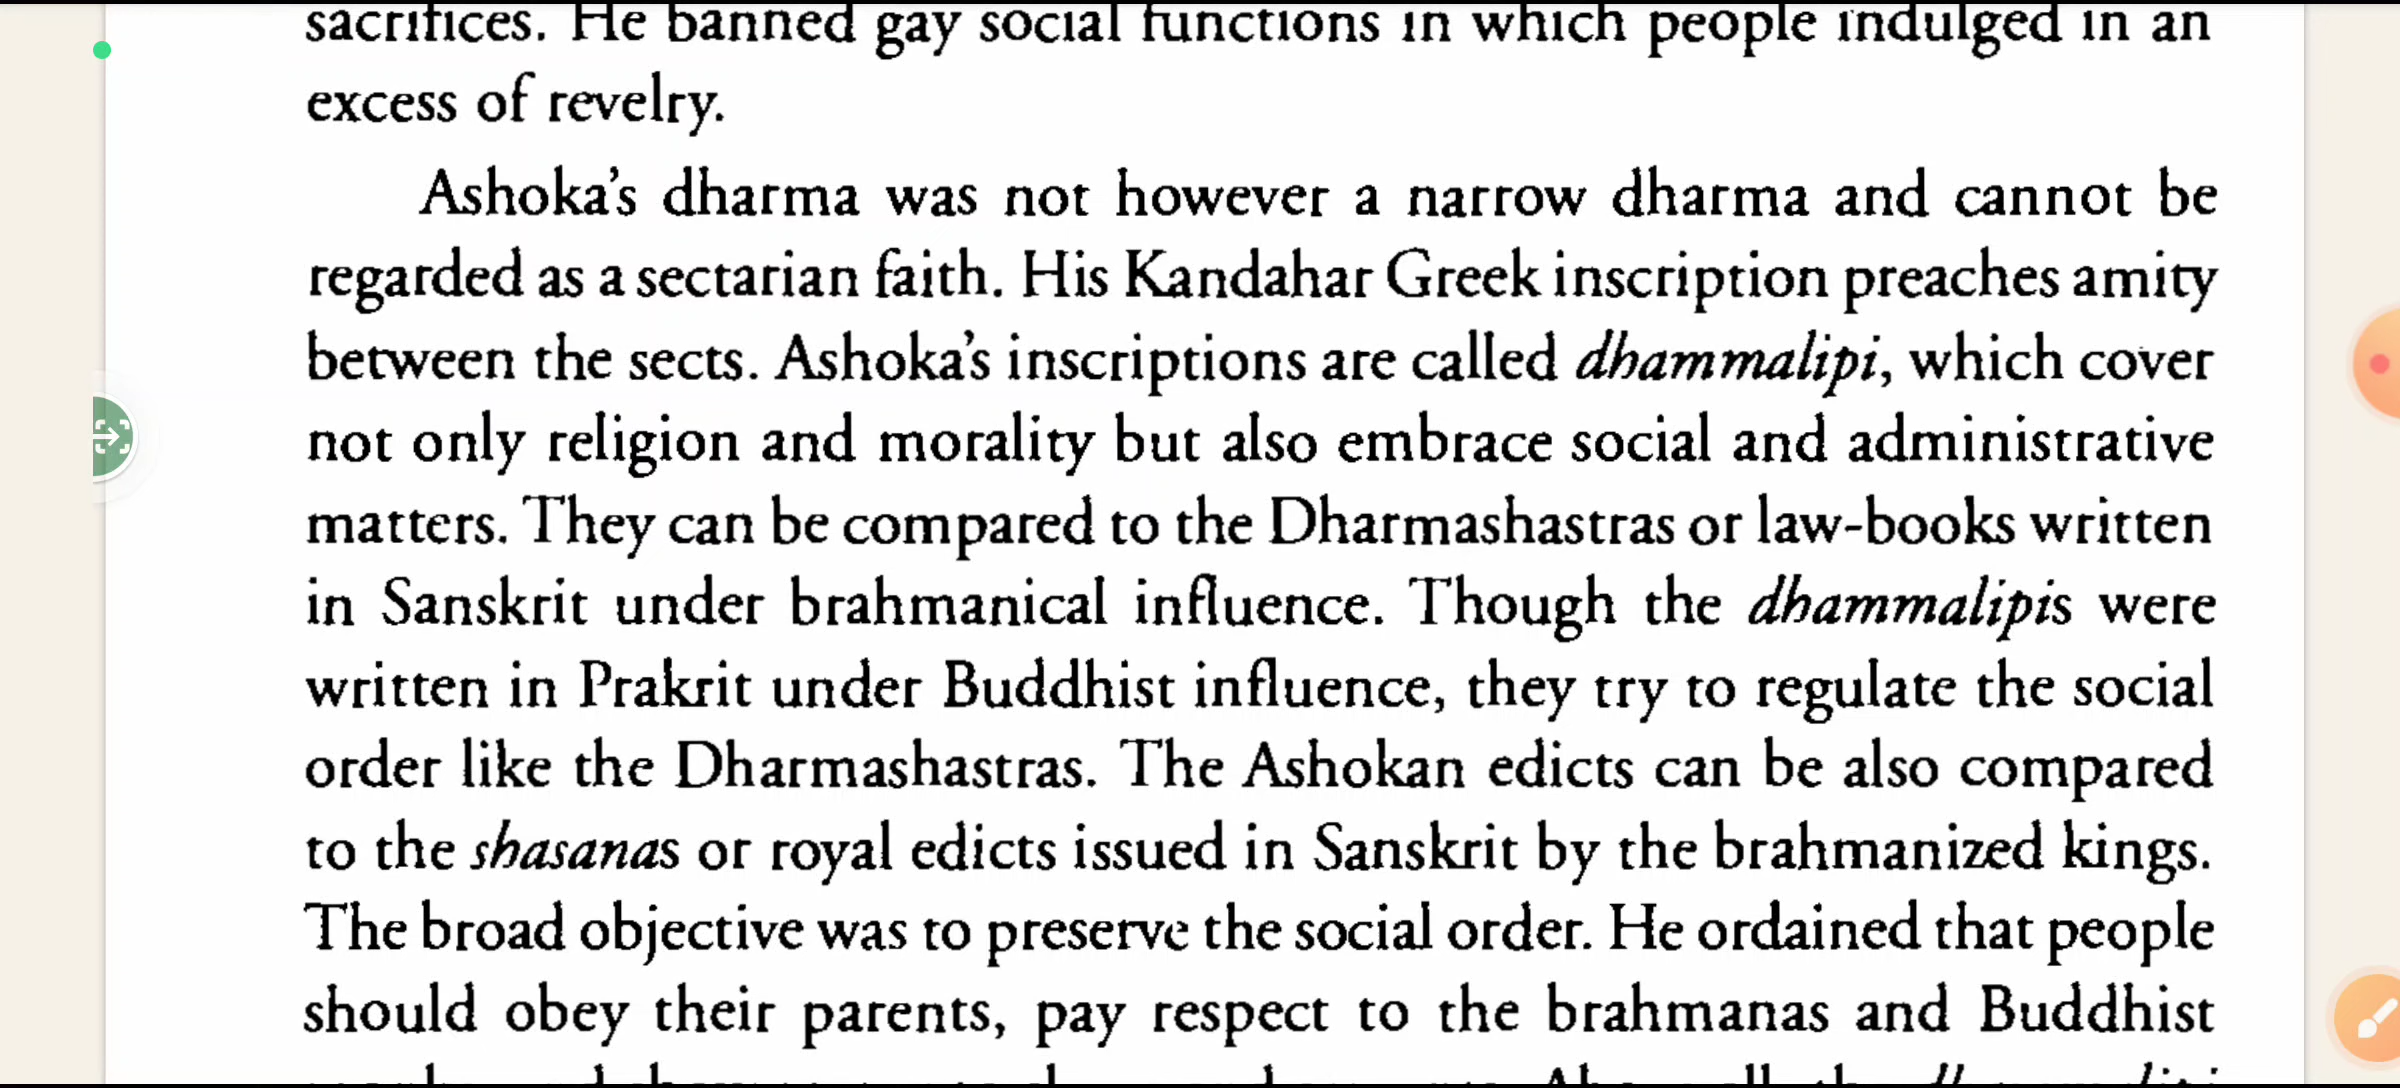 sacrifices. He banned gay social functions in which people indulged in an
excess of revelry.
Ashoka's dharma was not however a narrow dharma and cannot be
regarded as a sectarian faith. His Kandahar Greek inscription preaches amity
between the sects. Ashoka's inscriptions are called dhammalipi, which cover
not only religion and morality but also embrace social and administrative
matters. They can be compared to the Dharmashastras or law-books written
in Sanskrit under brahmanical influence. Though the dhammalipis were
written in Prakrit under Buddhist influence, they try to regulate the social
order like the Dharmashastras. The Ashokan edicts can be also compared
to the shasanas or royal edicts issued in Sanskrit by the brahmanized kings.
The broad objective was to preserve the social order. He ordained that people
should obey their parents, pay respect to the brahmanas and Buddhist